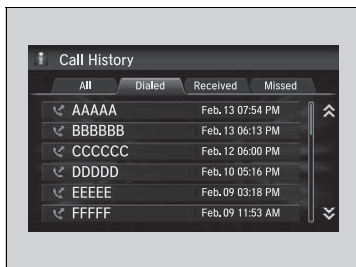 Call History
All Dialed Received Missed
AAAAA Feb. 13 07:54 PM
BBBBBB Feb. 13 06:13 PM
CCCCCC Feb. 12 06:00 PM
DDDDD Feb. 10 05:16 PM
EEEEE Feb. 09 03:18 PM
FFFFF Feb. 09 11:53 AM